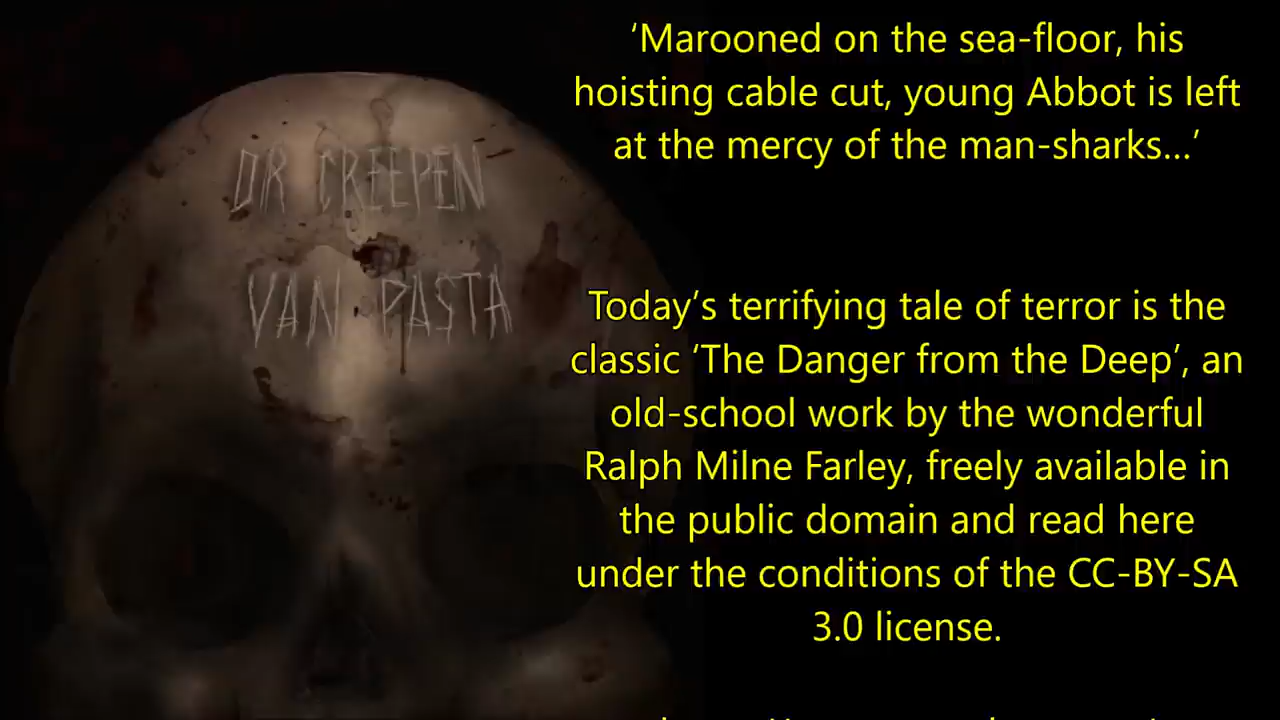 DR CREEPEN
VAN PASTA
‘Marooned on the sea-floor, his
hoisting cable cut, young Abbot is left
at the mercy of the man-sharks...’
Today’s terrifying tale of terror is the
classic ‘The Danger from the Deep’, an
old-school work by the wonderful
Ralph Milne Farley, freely available in
the public domain and read here
under the conditions of the CC-BY-SA
3.0 license.